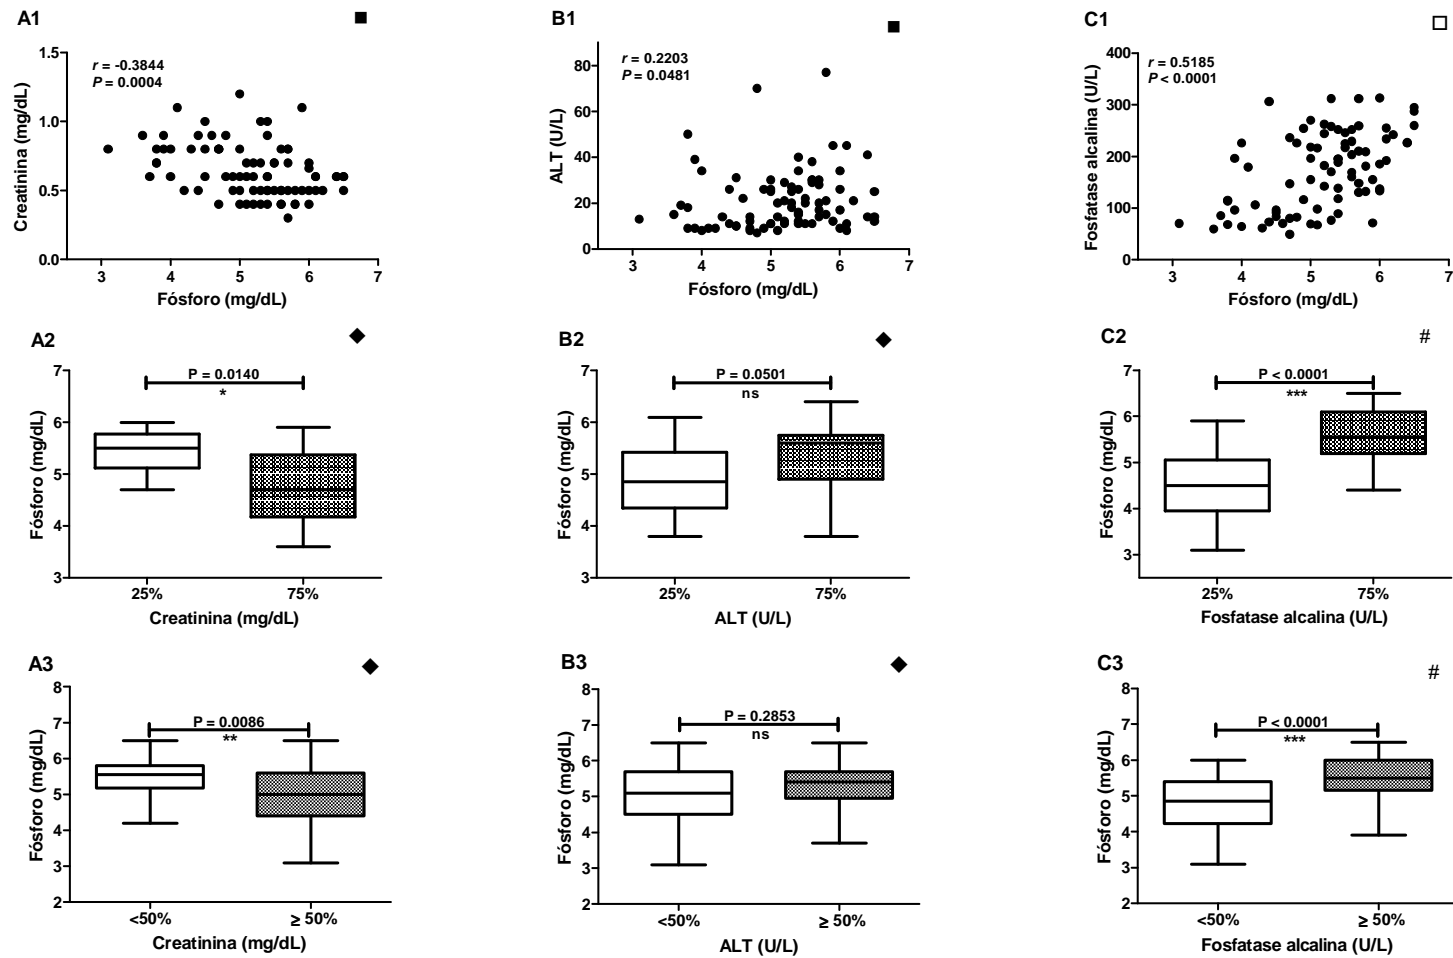 A1
r = -0.3844
P = 0.0004
Creatinina (mg/dL)
1.5
1.0
0.5
0.0
3 4 5 6 7
Fósforo (mg/dL)
B1
r = 0.2203
P = 0.0481
ALT (U/L)
80
60
40
20
0
3 4 5 6 7
Fósforo (mg/dL)
C1
r = 0.5185
P < 0.0001
Fosfatase alcalina (U/L)
400
300
200
100
0
3 4 5 6 7
Fósforo (mg/dL)
A2
P = 0.0140
*
Fósforo (mg/dL)
7
6
5
4
3
25% 75%
Creatinina (mg/dL)
B2
P = 0.0501
ns
Fósforo (mg/dL)
7
6
5
4
3
25% 75%
ALT (U/L)
C2
#
P < 0.0001
***
Fósforo (mg/dL)
7
6
5
4
3
25% 75%
Fosfatase alcalina (U/L)
A3
P = 0.0086
**
Fósforo (mg/dL)
8
7
6
5
4
3
2
<50% ≥ 50%
Creatinina (mg/dL)
B3
P = 0.2853
ns
Fósforo (mg/dL)
8
7
6
5
4
3
2
<50% ≥ 50%
ALT (U/L)
C3
#
P < 0.0001
***
Fósforo (mg/dL)
8
7
6
5
4
3
2
<50% ≥ 50%
Fosfatase alcalina (U/L)